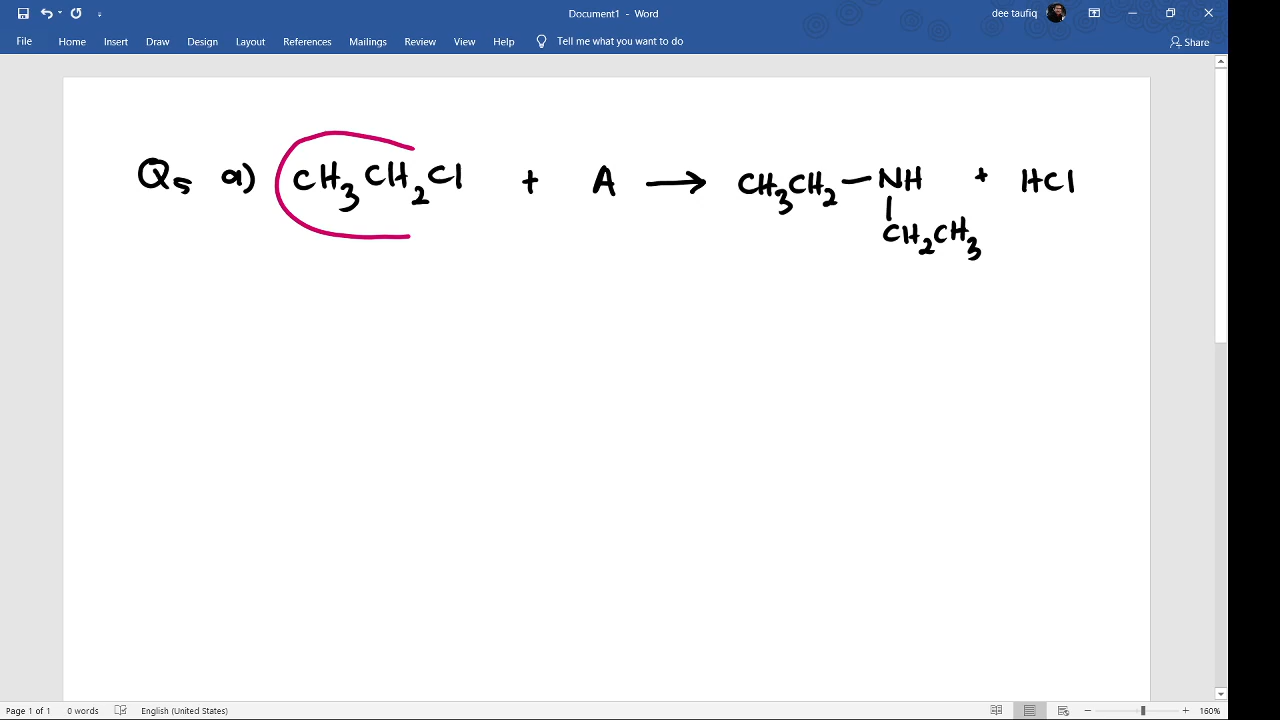 Document1 - Word
dee taufiq
File Home Insert Draw Design Layout References Mailings Review View Help Tell me what you want to do Share
Q5 a) CH3CH2Cl + A → CH3CH2—NH + HCl
CH2CH3
Page 1 of 1 0 words English (United States) 160%